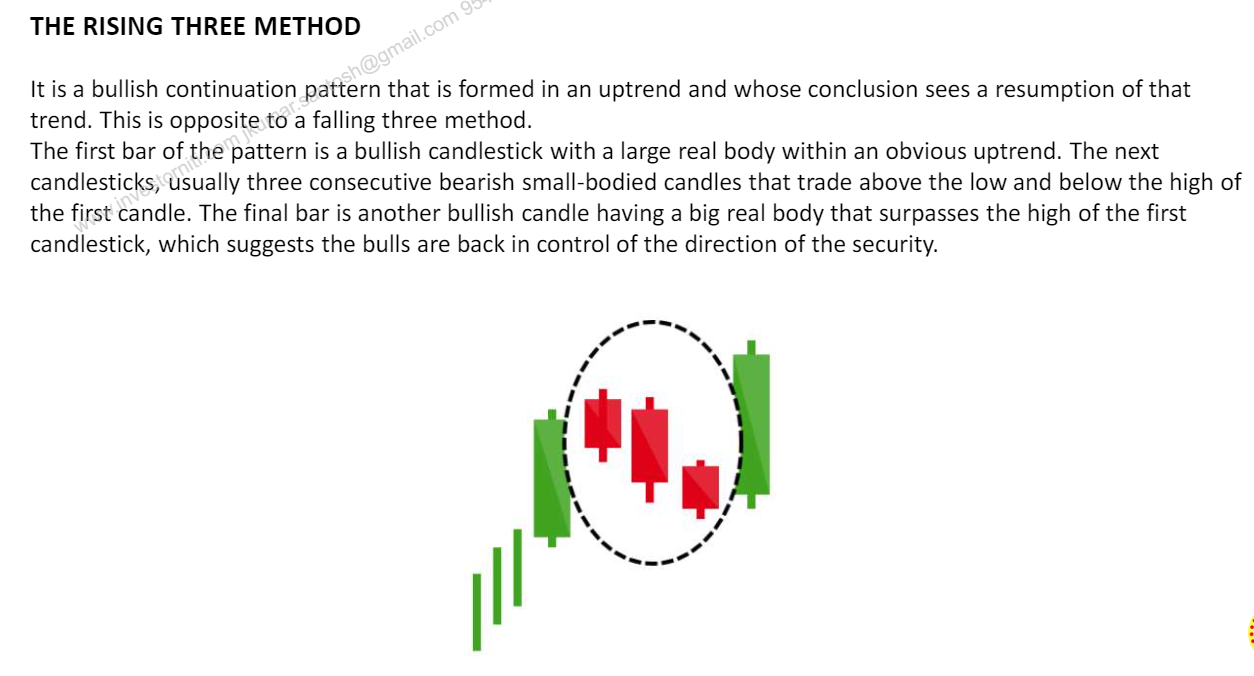 THE RISING THREE METHOD
It is a bullish continuation pattern that is formed in an uptrend and whose conclusion sees a resumption of that
trend. This is opposite to a falling three method.
The first bar of the pattern is a bullish candlestick with a large real body within an obvious uptrend. The next
candlesticks, usually three consecutive bearish small-bodied candles that trade above the low and below the high of
the first candle. The final bar is another bullish candle having a big real body that surpasses the high of the first
candlestick, which suggests the bulls are back in control of the direction of the security.